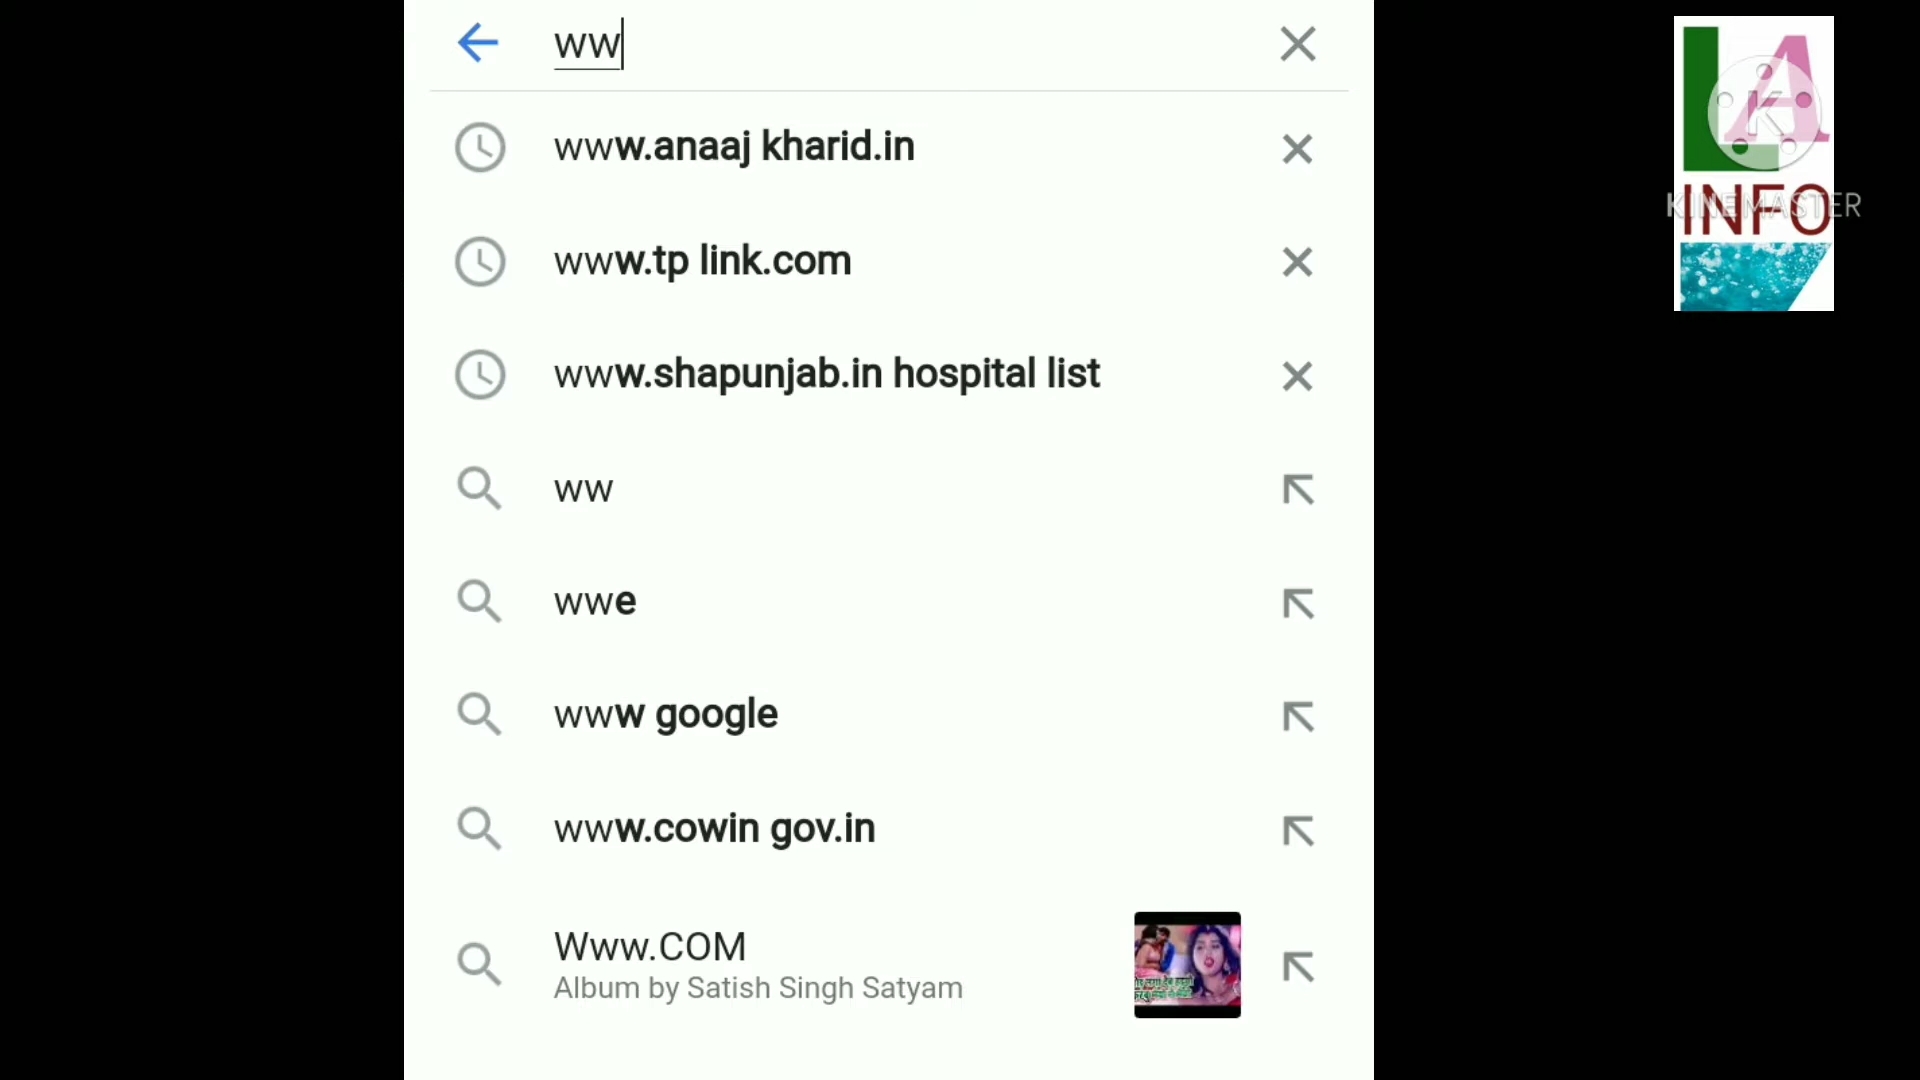 ww
www.anaaj kharid.in
www.tp link.com
www.shapunjab.in hospital list
ww
wwe
www google
www.cowin gov.in
Www.COM
Album by Satish Singh Satyam
LA
K
INFO
KINEMASTER